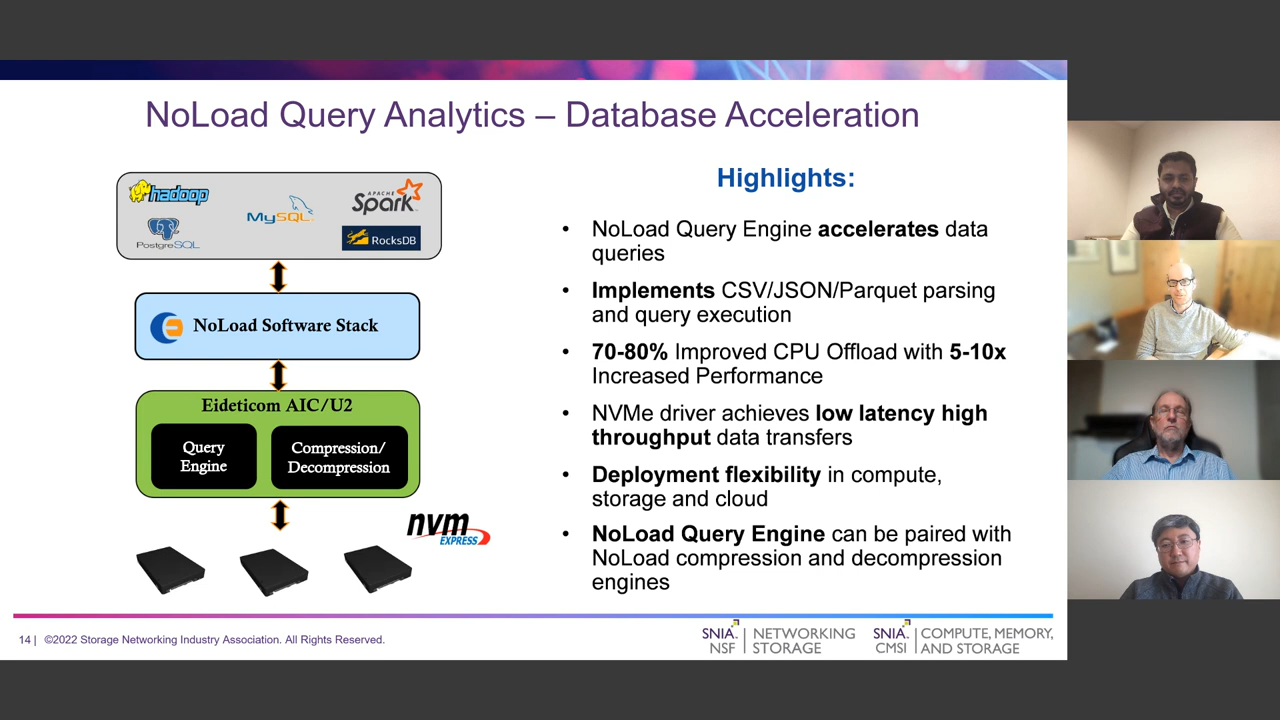 NoLoad Query Analytics – Database Acceleration
hadoop
MySQL
APACHE
Spark
PostgreSQL
RocksDB
NoLoad Software Stack
Eideticom AIC/U2
Query
Engine
Compression/
Decompression
nvm
EXPRESS
Highlights:
• NoLoad Query Engine accelerates data
queries
• Implements CSV/JSON/Parquet parsing
and query execution
• 70-80% Improved CPU Offload with 5-10x
Increased Performance
• NVMe driver achieves low latency high
throughput data transfers
• Deployment flexibility in compute,
storage and cloud
• NoLoad Query Engine can be paired with
NoLoad compression and decompression
engines
14 | ©2022 Storage Networking Industry Association. All Rights Reserved.
SNIA. | NETWORKING
NSF | STORAGE
SNIA. | COMPUTE, MEMORY,
CMSI | AND STORAGE